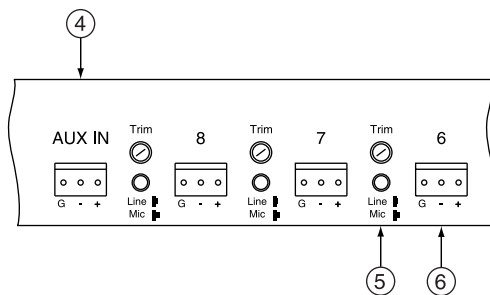 4
Trim Trim Trim
AUX IN 8 7 6
G - + G - + G - + G - +
Line Line Line
Mic Mic Mic
5 6